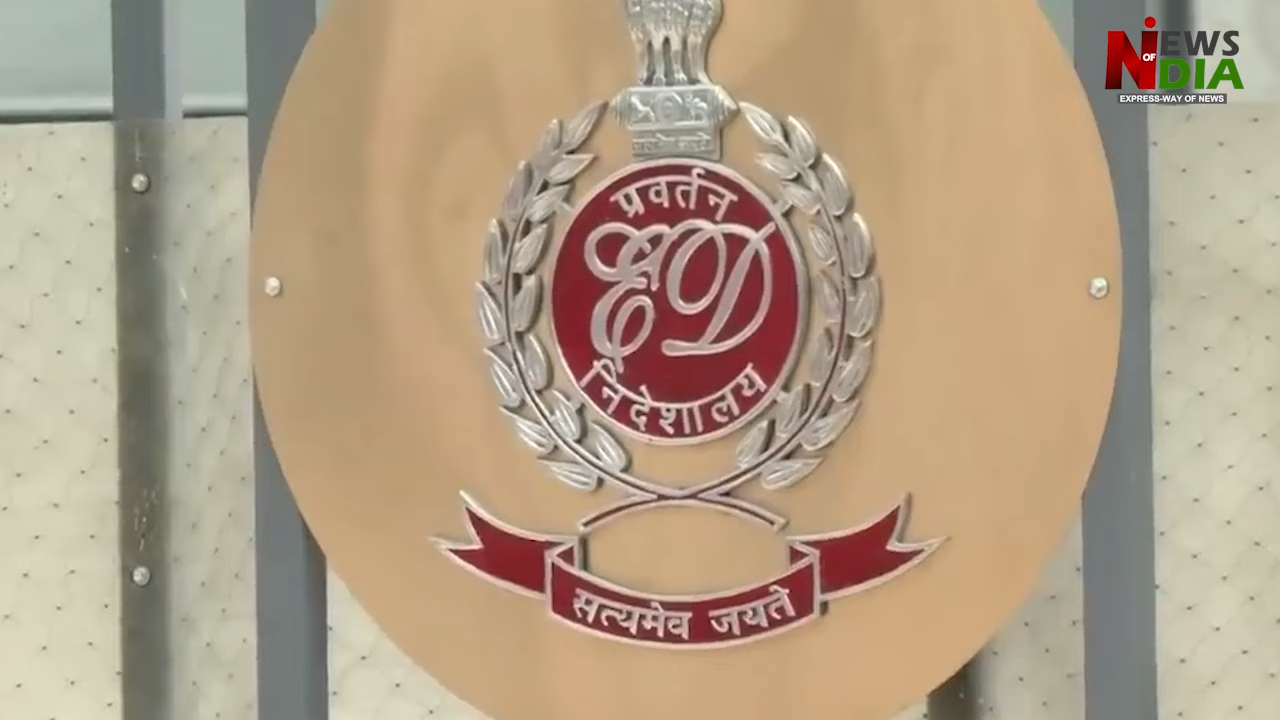 NEWS
OF
INDIA
EXPRESS-WAY OF NEWS
प्रवर्तन
ED
निदेशालय
सत्यमेव जयते